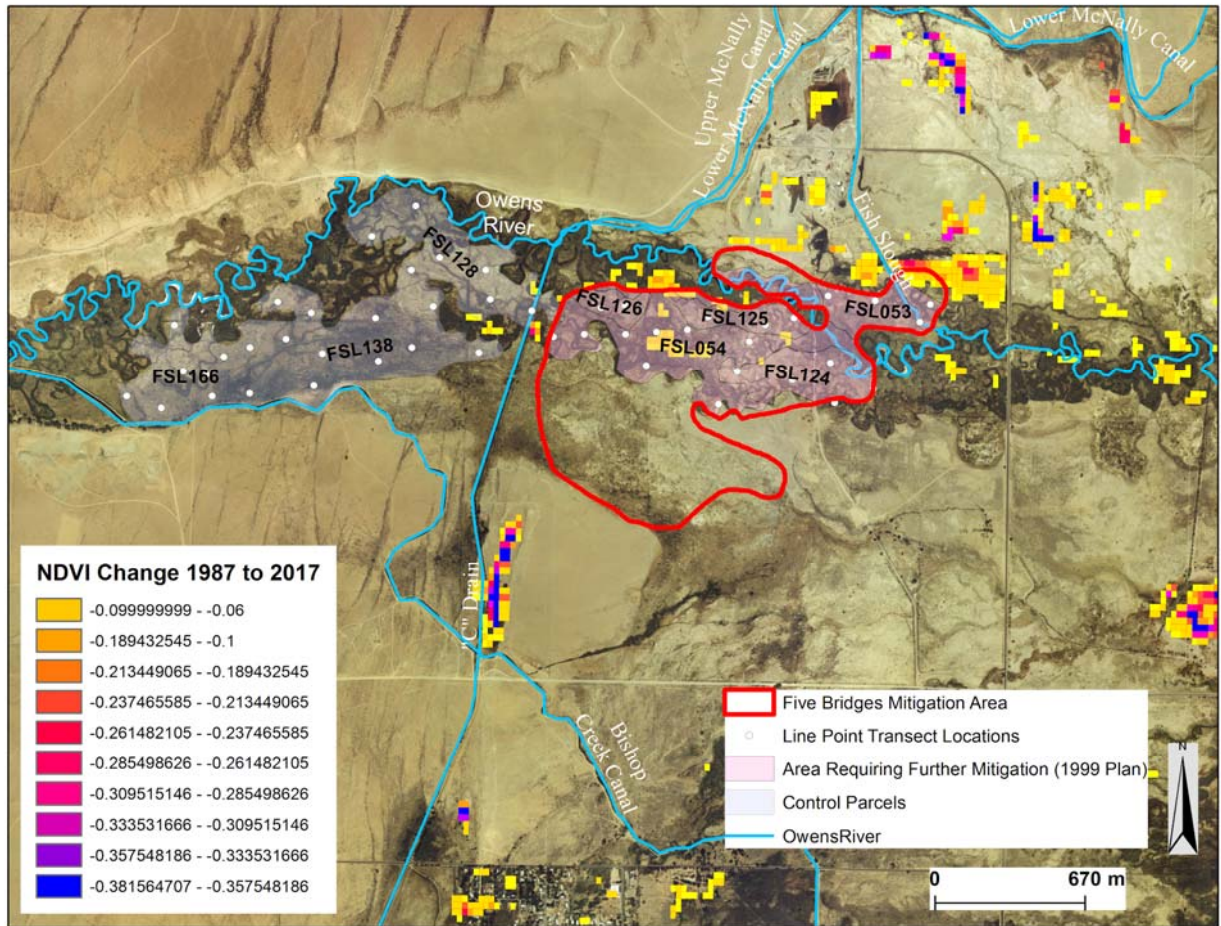 Lower McNally Canal
Upper McNally
Canal
Lower McNally Canal
Owens
River
Fish Slough
FSL128
FSL126
FSL125
FSL053
FSL054
FSL138
FSL124
FSL166
"C" Drain
Bishop
Creek Canal
NDVI Change 1987 to 2017
-0.099999999 - -0.06
-0.189432545 - -0.1
-0.213449065 - -0.189432545
-0.237465585 - -0.213449065
-0.261482105 - -0.237465585
-0.285498626 - -0.261482105
-0.309515146 - -0.285498626
-0.333531666 - -0.309515146
-0.357548186 - -0.333531666
-0.381564707 - -0.357548186
Five Bridges Mitigation Area
Line Point Transect Locations
Area Requiring Further Mitigation (1999 Plan)
Control Parcels
OwensRiver
N
0 670 m